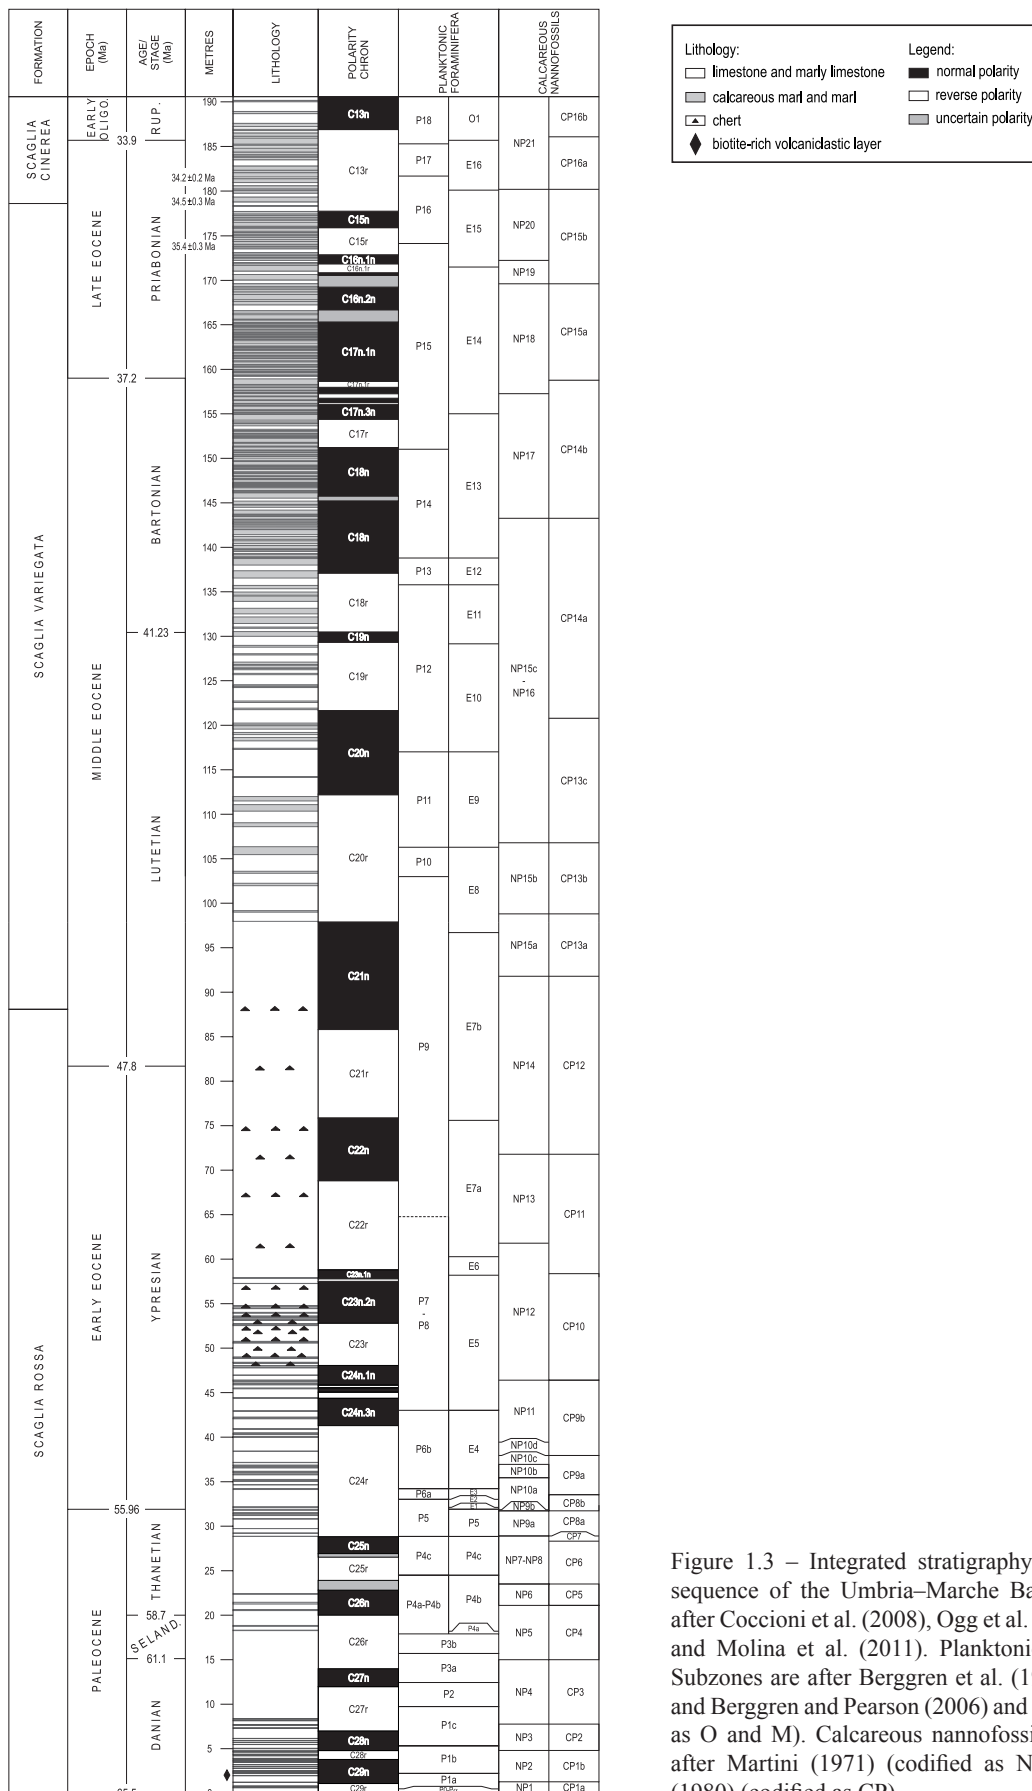 FORMATION
EPOCH (Ma)
AGE/STAGE (Ma)
METRES
LITHOLOGY
POLARITY CHRON
PLANKTONIC FORAMINIFERA
CALCAREOUS NANNOFOSSILS
SCAGLIA CINEREA
SCAGLIA VARIEGATA
SCAGLIA ROSSA
EARLY OLIGO.
33.9
LATE EOCENE
37.2
MIDDLE EOCENE
47.8
EARLY EOCENE
55.96
PALEOCENE
RUP.
PRIABONIAN
BARTONIAN
41.23
LUTETIAN
YPRESIAN
THANETIAN
58.7
SELAND.
61.1
DANIAN
190
185
34.2±0.2 Ma
180
34.5±0.3 Ma
175
35.4±0.3 Ma
170
165
160
155
150
145
140
135
130
125
120
115
110
105
100
95
90
85
80
75
70
65
60
55
50
45
40
35
30
25
20
15
10
5
C13n
C13r
C15n
C15r
C16n.1n
C16n.1r
C16n.2n
C17n.1n
C17n.1r
C17n.3n
C17r
C18n
C18n
C18r
C19n
C19r
C20n
C20r
C21n
C21r
C22n
C22r
C23n.1n
C23n.2n
C23r
C24n.1n
C24n.3n
C24r
C25n
C25r
C26n
C26r
C27n
C27r
C28n
C28r
C29n
C29r
P18
P17
P16
P15
P14
P13
P12
P11
P10
P9
P7
-
P8
P6b
P6a
P5
P4c
P4a-P4b
P3b
P3a
P2
P1c
P1b
P1a
O1
E16
E15
E14
E13
E12
E11
E10
E9
E8
E7b
E7a
E6
E5
E4
E3
E2
E1
P5
P4c
P4b
P4a
NP21
NP20
NP19
NP18
NP17
NP15c
-
NP16
NP15b
NP15a
NP14
NP13
NP12
NP11
NP10d
NP10c
NP10b
NP10a
NP9b
NP9a
NP7-NP8
NP6
NP5
NP4
NP3
NP2
NP1
CP16b
CP16a
CP15b
CP15a
CP14b
CP14a
CP13c
CP13b
CP13a
CP12
CP11
CP10
CP9b
CP9a
CP8b
CP8a
CP7
CP6
CP5
CP4
CP3
CP2
CP1b
CP1a
Lithology:
limestone and marly limestone
calcareous marl and marl
chert
biotite-rich volcaniclastic layer
Legend:
normal polarity
reverse polarity
uncertain polarity
Figure 1.3 – Integrated stratigraphy
sequence of the Umbria–Marche Ba
after Coccioni et al. (2008), Ogg et al.
and Molina et al. (2011). Planktoni
Subzones are after Berggren et al. (1
and Berggren and Pearson (2006) and
as O and M). Calcareous nannofossi
after Martini (1971) (codified as N
(1980) (codified as CP)